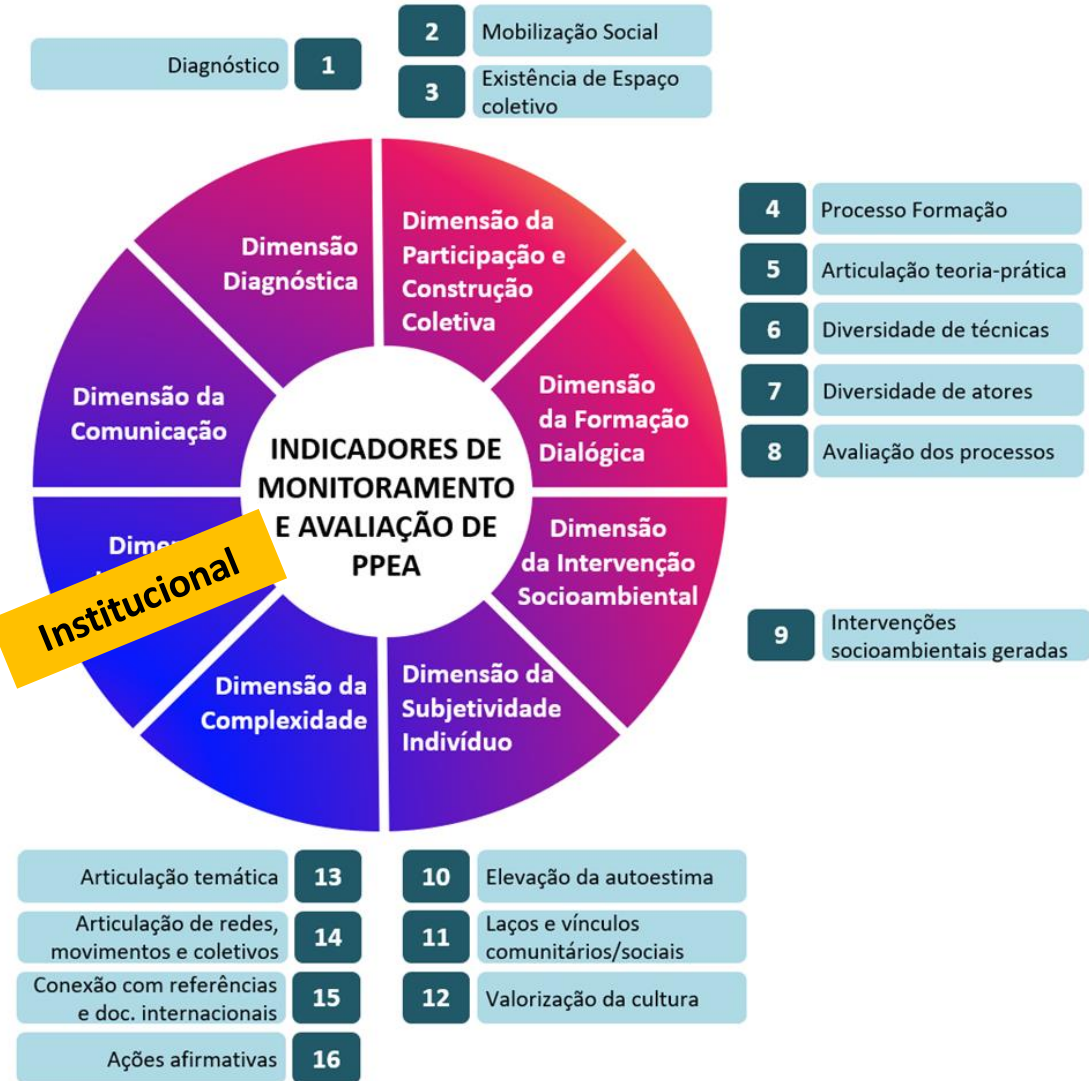 Diagnóstico 1
2 Mobilização Social
3 Existência de Espaço
coletivo
4 Processo Formação
5 Articulação teoria-prática
6 Diversidade de técnicas
7 Diversidade de atores
8 Avaliação dos processos
9 Intervenções
socioambientais geradas
Dimensão
Diagnóstica
Dimensão da
Participação e
Construção
Coletiva
Dimensão
da Formação
Dialógica
Dimensão
da Intervenção
Socioambiental
Dimensão da
Subjetividade
Indivíduo
Dimensão da
Complexidade
Institucional
Dimensão da
Comunicação
INDICADORES DE
MONITORAMENTO
E AVALIAÇÃO DE
PPEA
10 Elevação da autoestima
11 Laços e vínculos
comunitários/sociais
12 Valorização da cultura
Articulação temática 13
Articulação de redes,
movimentos e coletivos 14
Conexão com referências
e doc. internacionais 15
Ações afirmativas 16